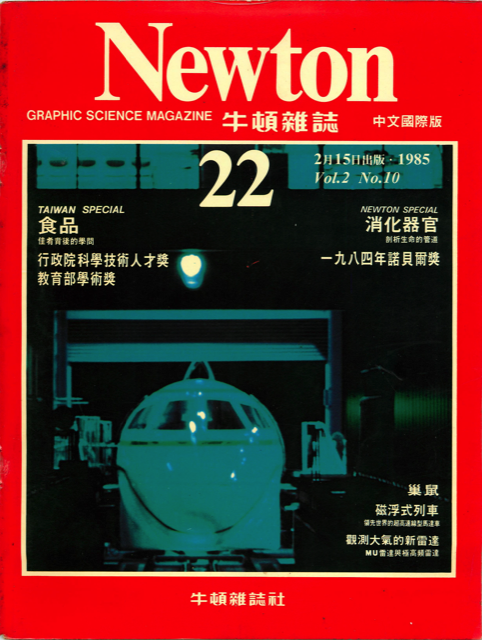 Newton
GRAPHIC SCIENCE MAGAZINE 牛頓雜誌 中文國際版
22
2月15日出版・1985
Vol.2 No.10
TAIWAN SPECIAL
食品
佳肴背後的學問
行政院科學技術人才獎
教育部學術獎
NEWTON SPECIAL
消化器官
剖析生命的管道
一九八四年諾貝爾獎
巢鼠
磁浮式列車
領先世界的超高速線型馬達車
觀測大氣的新雷達
MU雷達與極高頻雷達
牛頓雜誌社